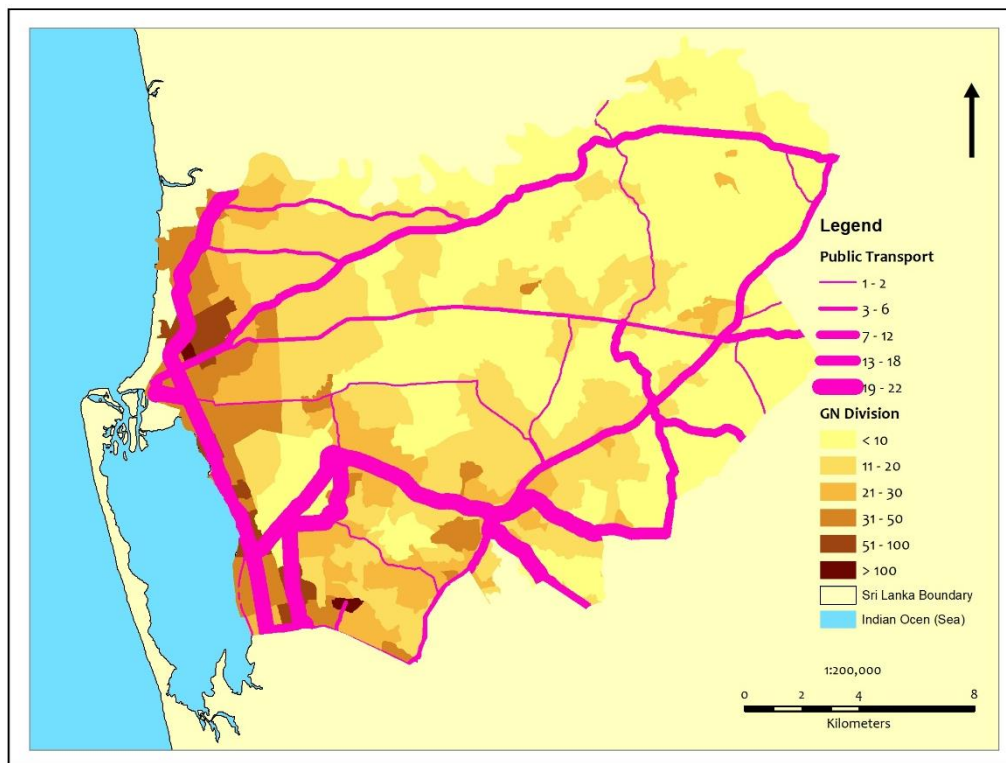 Legend
Public Transport
1 - 2
3 - 6
7 - 12
13 - 18
19 - 22
GN Division
< 10
11 - 20
21 - 30
31 - 50
51 - 100
> 100
Sri Lanka Boundary
Indian Ocen (Sea)
1:200,000
0 2 4 8
Kilometers